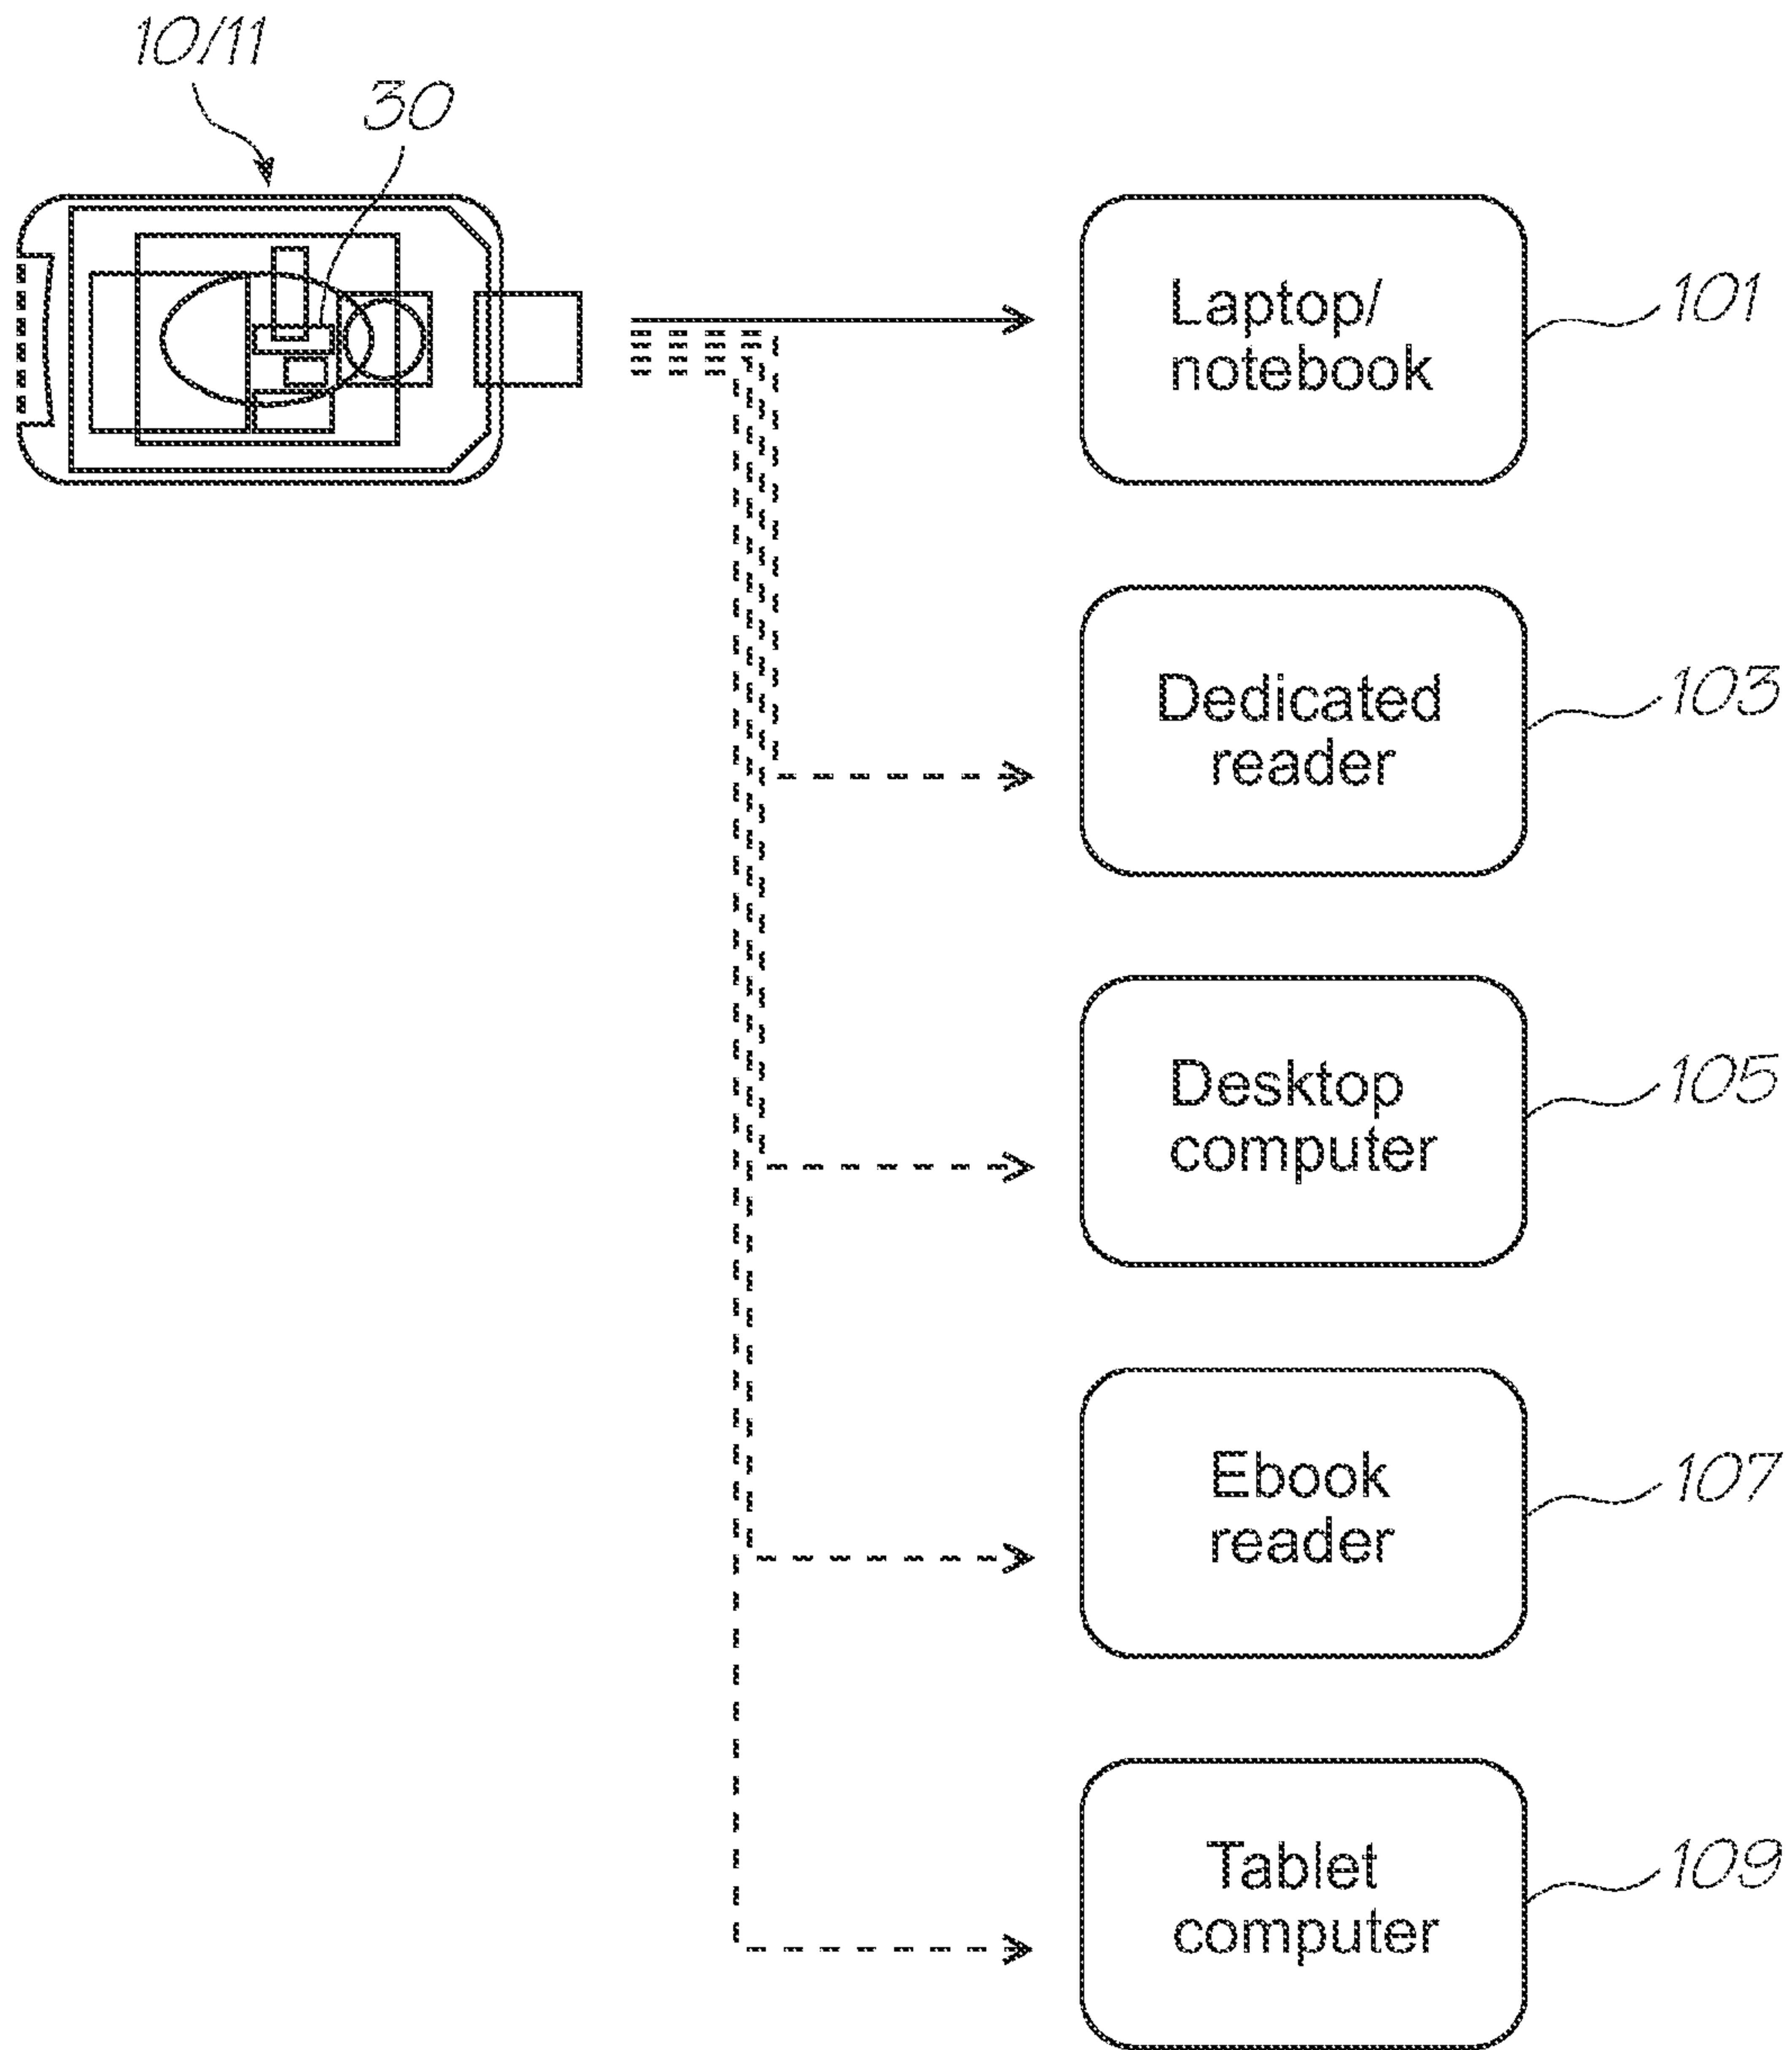 10/11
30
Laptop/
notebook
101
Dedicated
reader
103
Desktop
computer
105
Ebook
reader
107
Tablet
computer
109